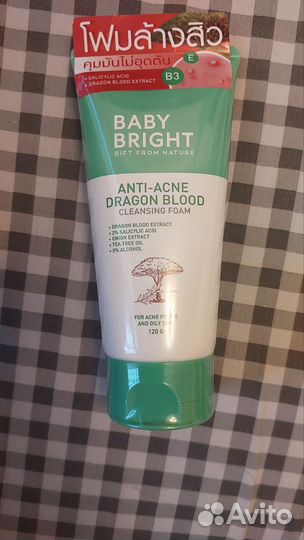 โฟมล้างสิว
คุมมันไม่อุดตัน
E
B3
+ SALICYLIC ACID
+ DRAGON BLOOD EXTRACT
BABY
BRIGHT
GIFT FROM NATURE
ANTI-ACNE
DRAGON BLOOD
CLEANSING FOAM
• DRAGON BLOOD EXTRACT
• 2% SALICYLIC ACID
• ONION EXTRACT
• TEA TREE OIL
• 0% ALCOHOL
FOR ACNE
AND OILY
120 G
Avito